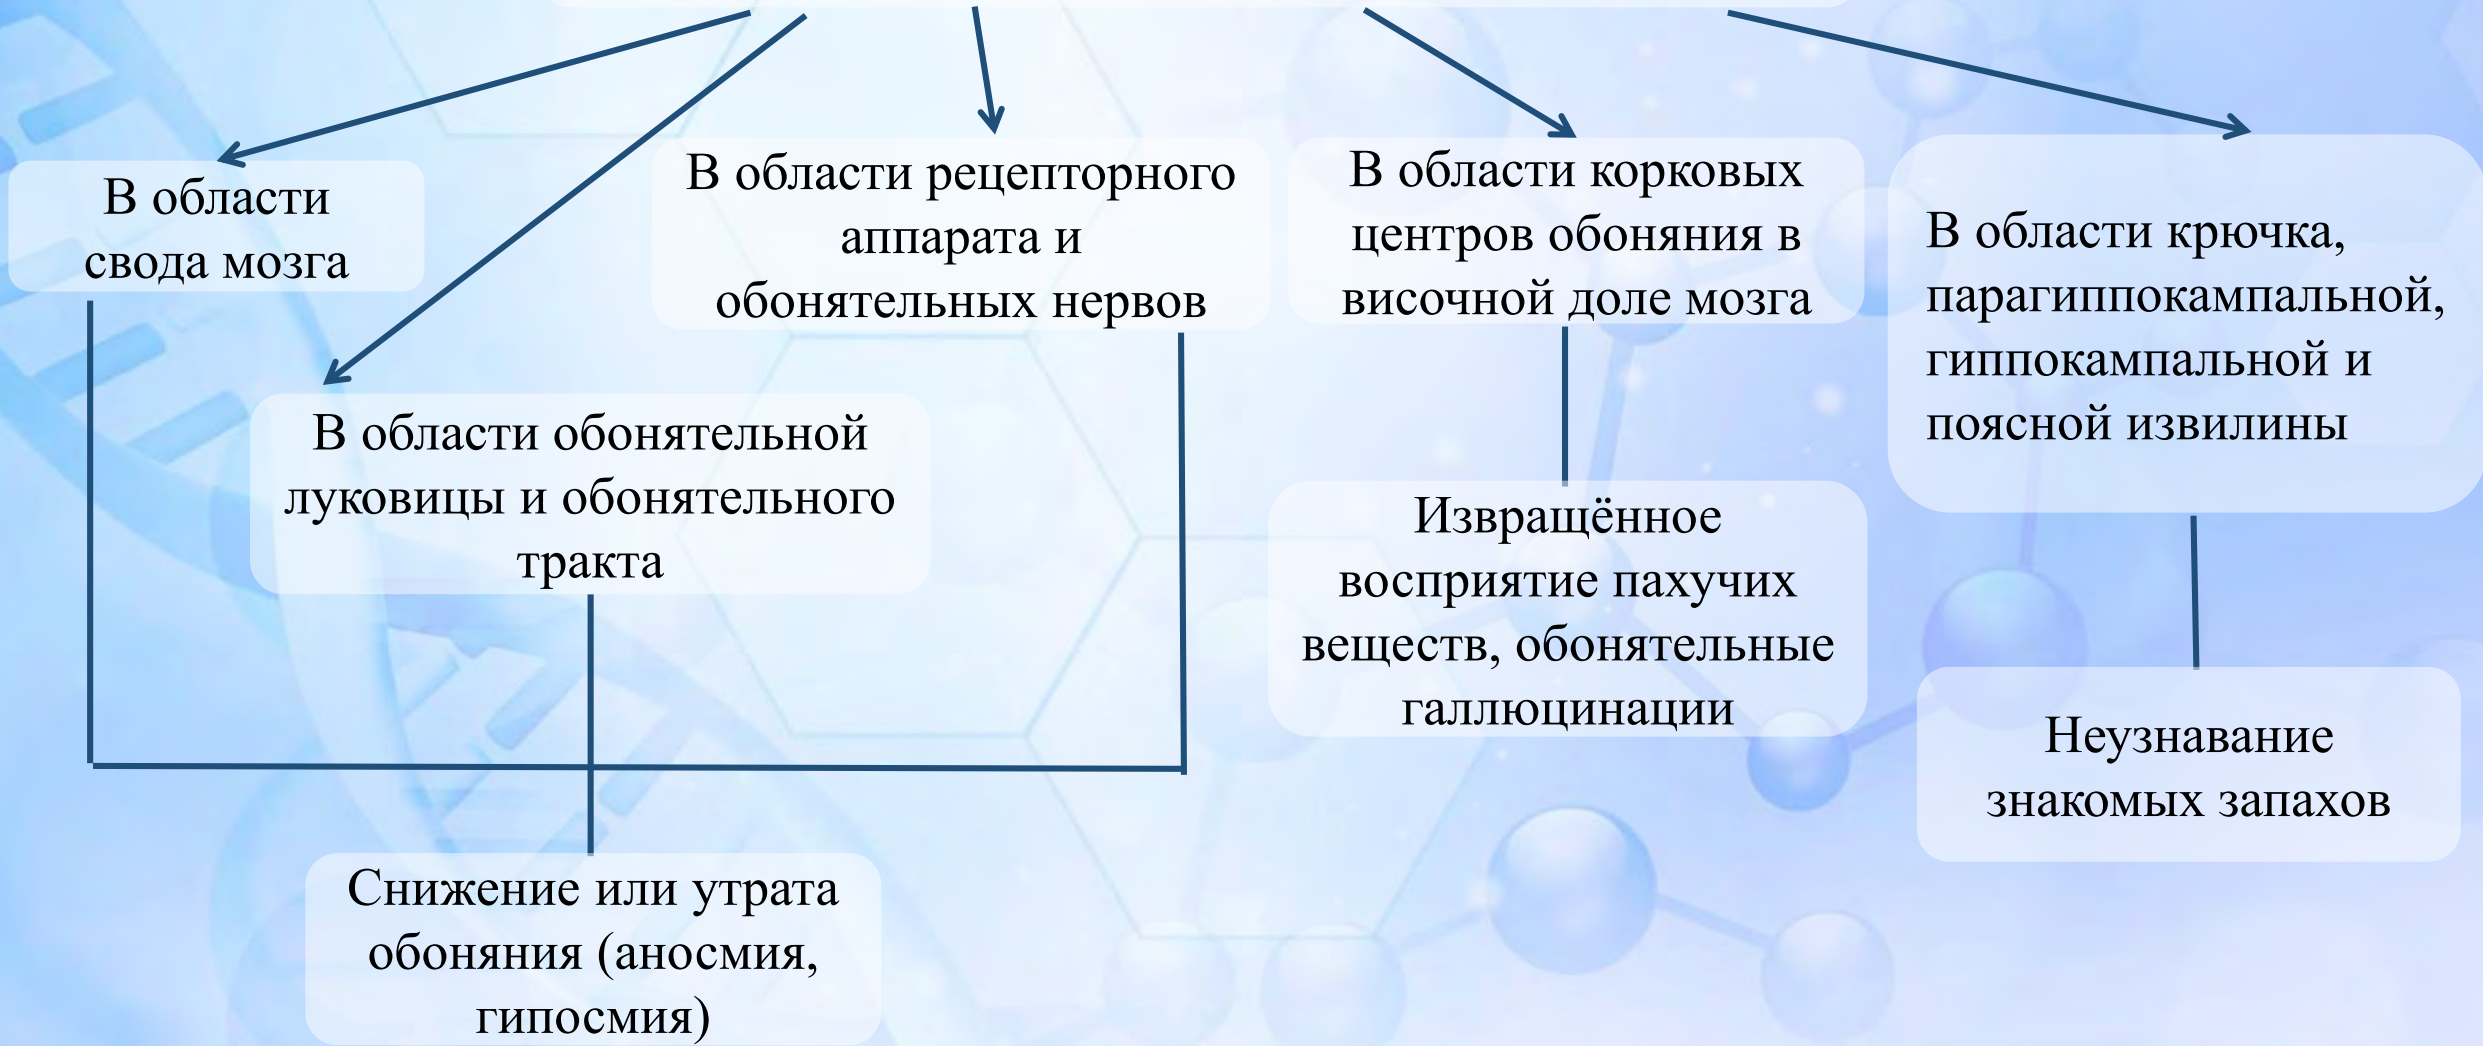 В области
свода мозга
В области рецепторного
аппарата и
обонятельных нервов
В области корковых
центров обоняния в
височной доле мозга
В области крючка,
парагиппокампальной,
гиппокампальной и
поясной извилины
В области обонятельной
луковицы и обонятельного
тракта
Извращённое
восприятие пахучих
веществ, обонятельные
галлюцинации
Неузнавание
знакомых запахов
Снижение или утрата
обоняния (аносмия,
гипосмия)